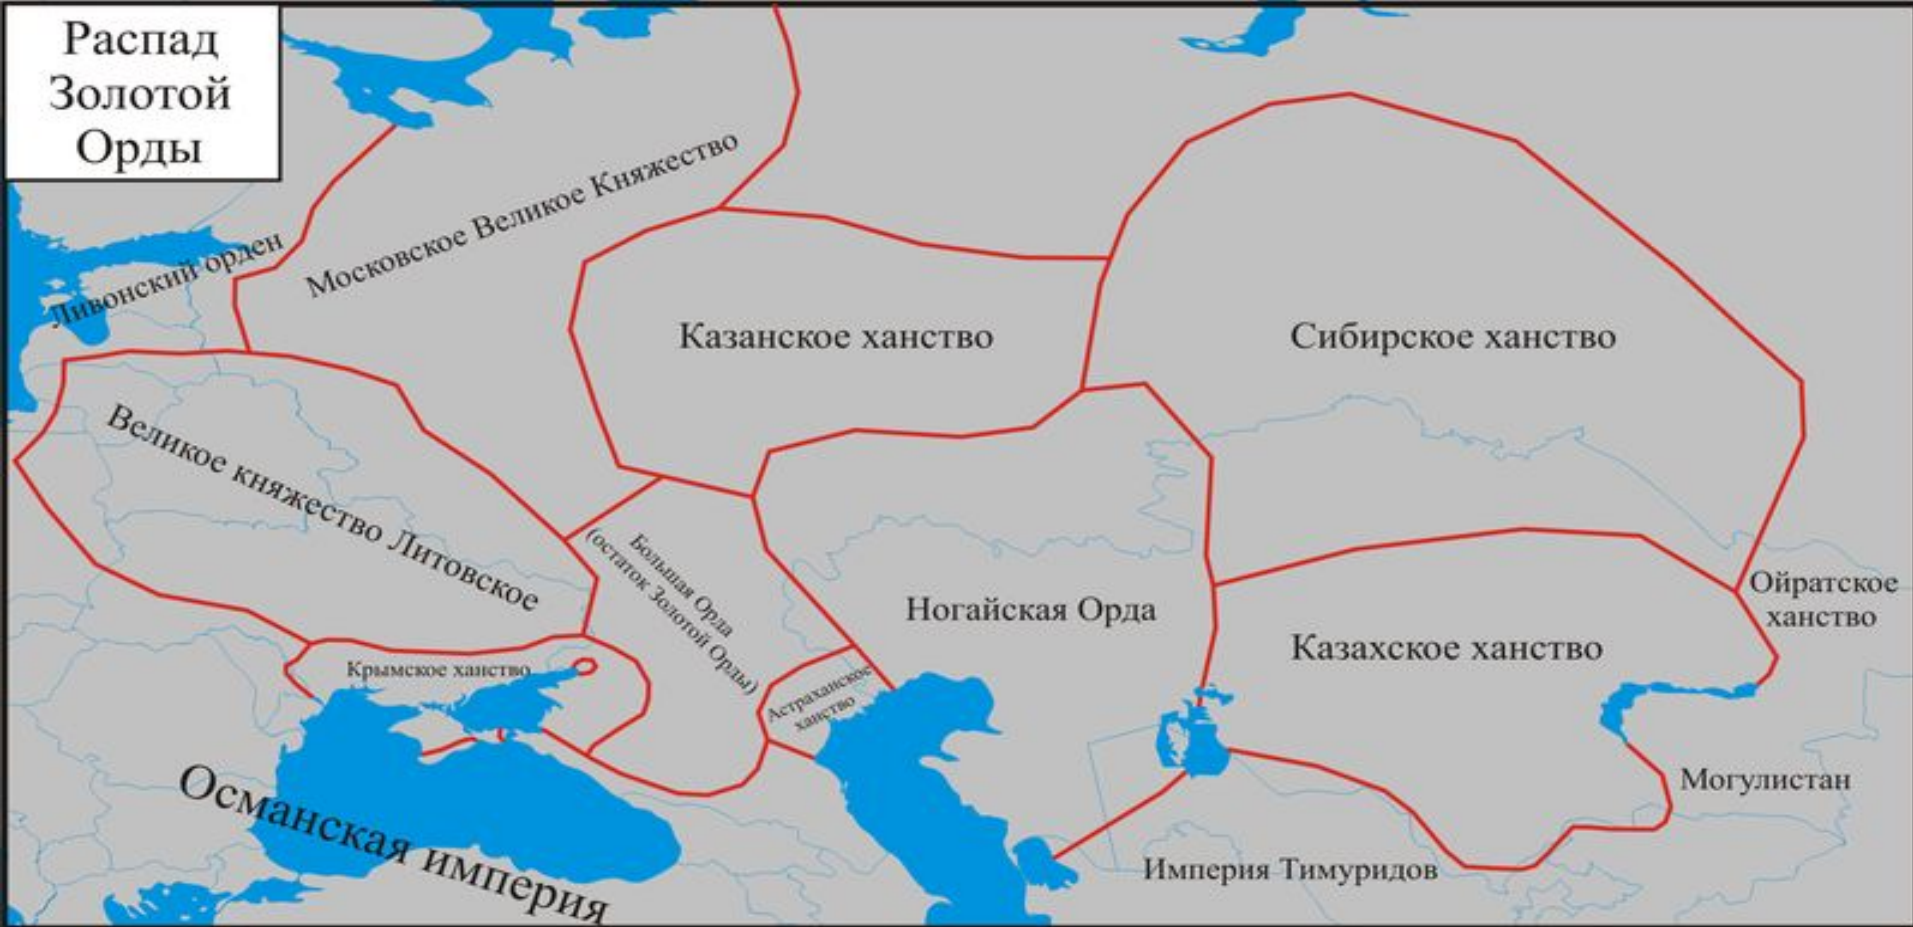 Распад
Золотой
Орды
Московское Великое Княжество
Ливонский орден
Казанское ханство
Сибирское ханство
Великое княжество Литовское
Большая Орда
(остаток Золотой Орды)
Ногайская Орда
Ойратское
ханство
Казахское ханство
Крымское ханство
Астраханское
ханство
Могулистан
Османская империя
Империя Тимуридов